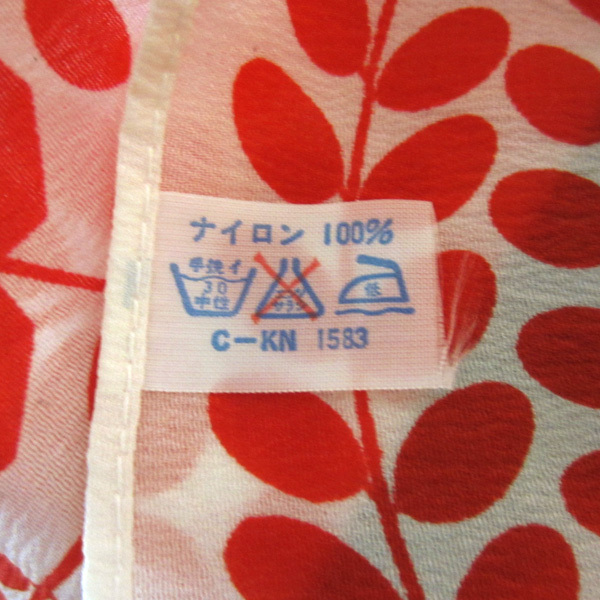 ナイロン 100%
手洗イ 30 中性 低
C-KN 1583